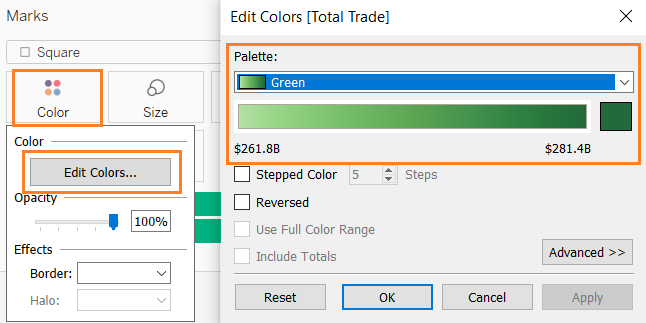 Marks
Square
Color
Size
Color
Edit Colors...
Opacity
100%
Effects
Border:
Halo:
Edit Colors [Total Trade]
Palette:
Green
$261.8B
$281.4B
Stepped Color
5
Steps
Reversed
Use Full Color Range
Include Totals
Advanced >>
Reset
OK
Cancel
Apply